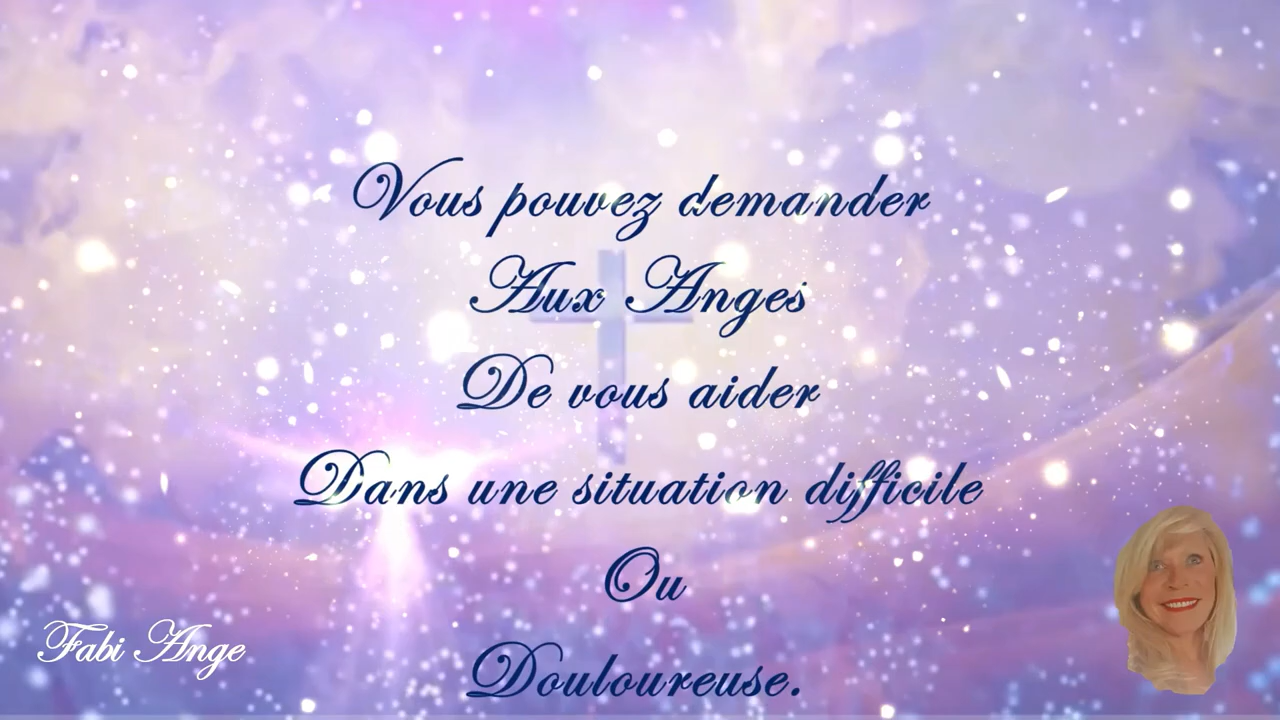 Vous pouvez demander
Aux Anges
De vous aider
Dans une situation difficile
Ou
Douloureuse.
Fabi Ange